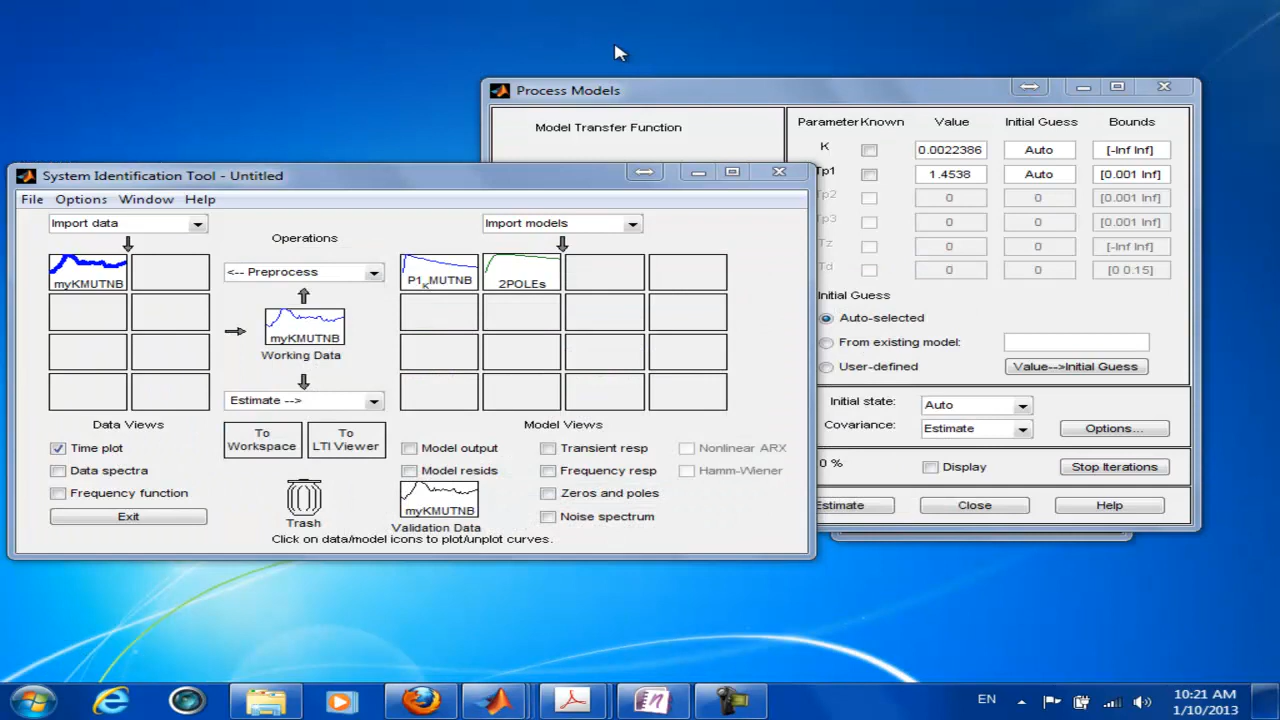 Process Models
Model Transfer Function
Parameter Known Value Initial Guess Bounds
K 0.0022386 Auto [-Inf Inf]
Tp1 1.4538 Auto [0.001 Inf]
Tp2 0 0 [0.001 Inf]
Tp3 0 0 [0.001 Inf]
Tz 0 0 [-Inf Inf]
Td 0 0 [0 0.15]
Initial Guess
Auto-selected
From existing model:
User-defined
Value-->Initial Guess
Initial state: Auto
Covariance: Estimate
Options...
0 %
Display
Stop Iterations
Estimate
Close
Help
System Identification Tool - Untitled
File Options Window Help
Import data
Import models
Operations
<-- Preprocess
myKMUTNB
P1KMUTNB
2POLEs
myKMUTNB
Working Data
Estimate -->
Data Views
To Workspace
To LTI Viewer
Model Views
Time plot
Data spectra
Frequency function
Exit
Model output
Model resids
Transient resp
Frequency resp
Zeros and poles
Noise spectrum
Nonlinear ARX
Hamm-Wiener
Trash
myKMUTNB
Validation Data
Click on data/model icons to plot/unplot curves.
EN
10:21 AM
1/10/2013